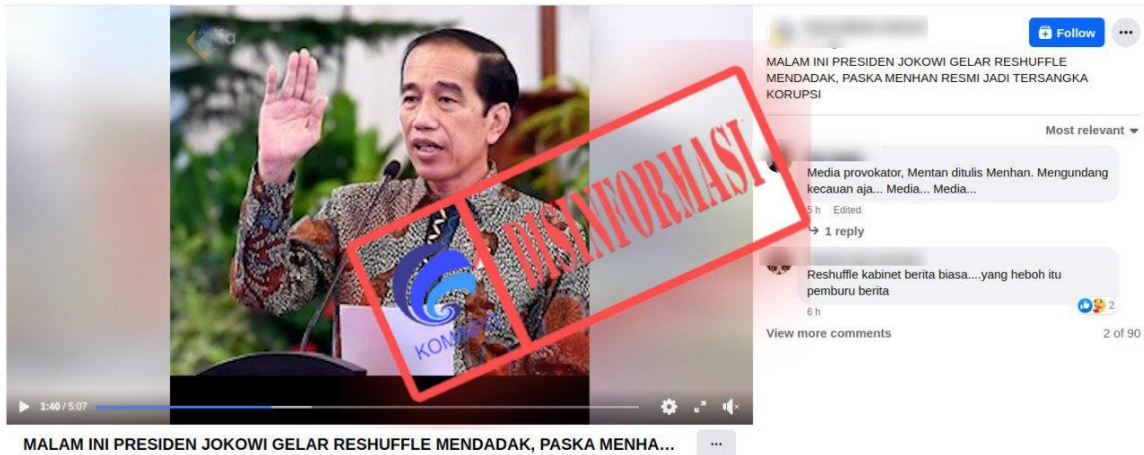 Follow
MALAM INI PRESIDEN JOKOWI GELAR RESHUFFLE
MENDADAK, PASKA MENHAN RESMI JADI TERSANGKA
KORUPSI
Most relevant
Media provokator, Mentan ditulis Menhan. Mengundang
kecauan aja... Media... Media...
5 h Edited
1 reply
Reshuffle kabinet berita biasa....yang heboh itu
pemburu berita
2
6 h
View more comments
2 of 90
DISINFORMASI
KOMINFO
1:40 / 5:07
MALAM INI PRESIDEN JOKOWI GELAR RESHUFFLE MENDADAK, PASKA MENHA...